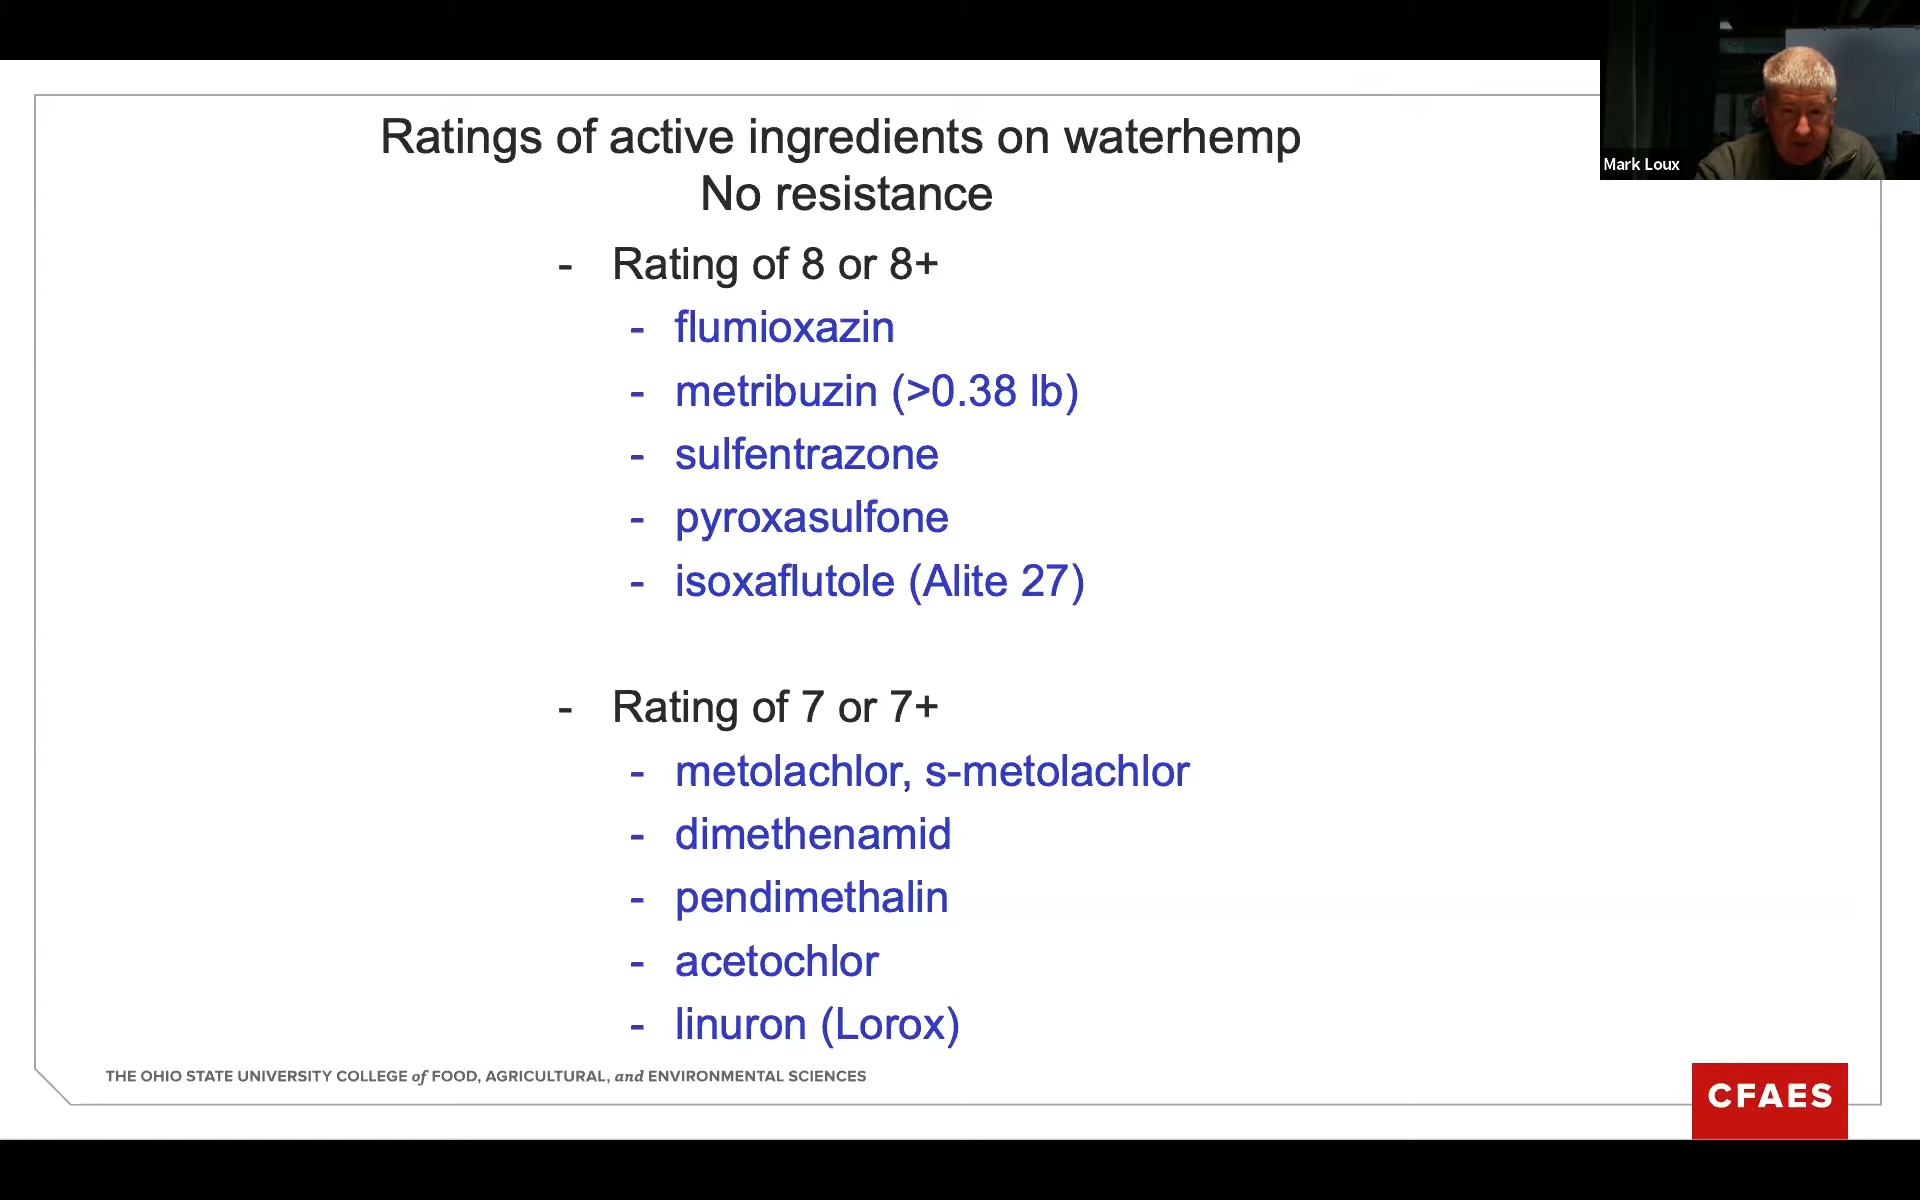 Mark Loux
Ratings of active ingredients on waterhemp
No resistance
- Rating of 8 or 8+
- flumioxazin
- metribuzin (>0.38 lb)
- sulfentrazone
- pyroxasulfone
- isoxaflutole (Alite 27)
- Rating of 7 or 7+
- metolachlor, s-metolachlor
- dimethenamid
- pendimethalin
- acetochlor
- linuron (Lorox)
THE OHIO STATE UNIVERSITY COLLEGE of FOOD, AGRICULTURAL, and ENVIRONMENTAL SCIENCES
CFAES